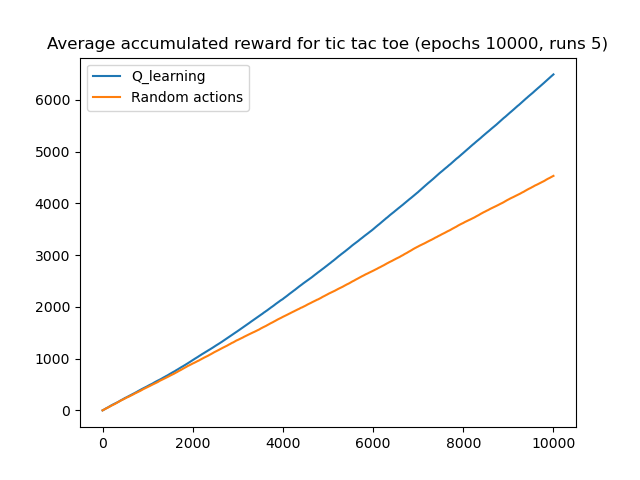 Average accumulated reward for tic tac toe (epochs 10000, runs 5)
Q_learning
Random actions
6000
5000
4000
3000
2000
1000
0
0 2000 4000 6000 8000 10000